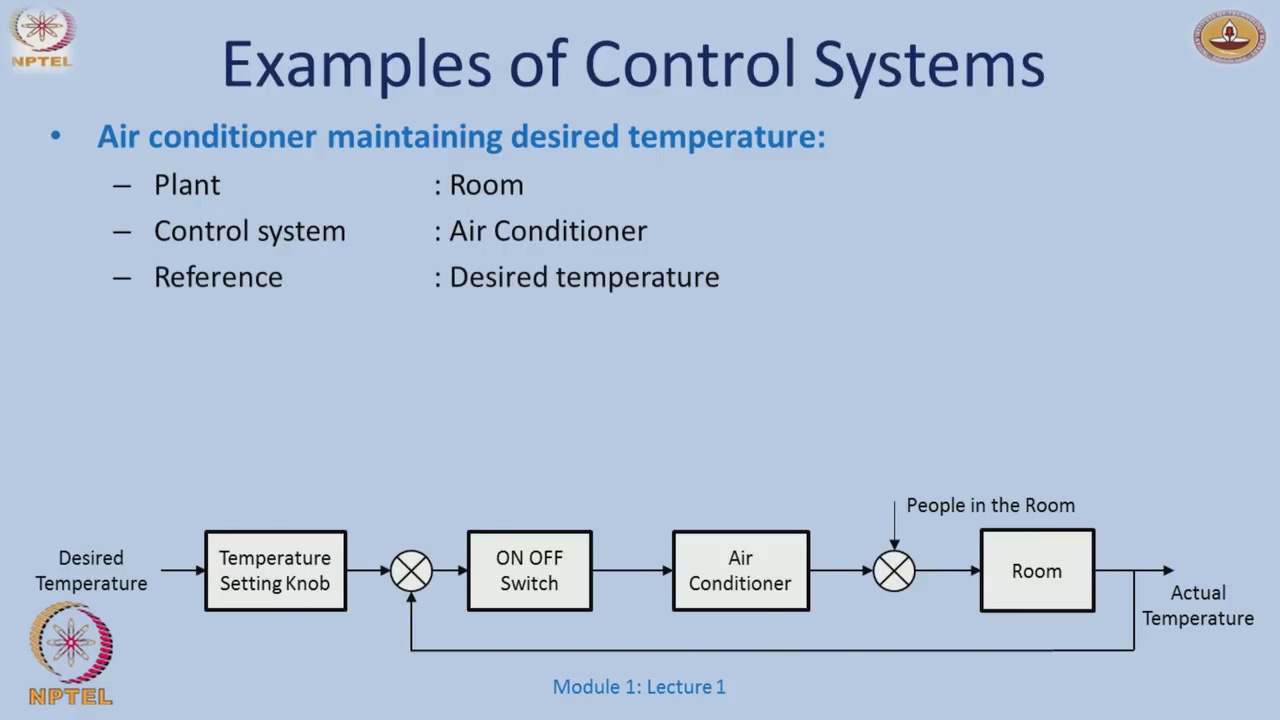 NPTEL
Examples of Control Systems
• Air conditioner maintaining desired temperature:
– Plant : Room
– Control system : Air Conditioner
– Reference : Desired temperature
People in the Room
Desired
Temperature
Temperature
Setting Knob
ON OFF
Switch
Air
Conditioner
Room
Actual
Temperature
NPTEL
Module 1: Lecture 1